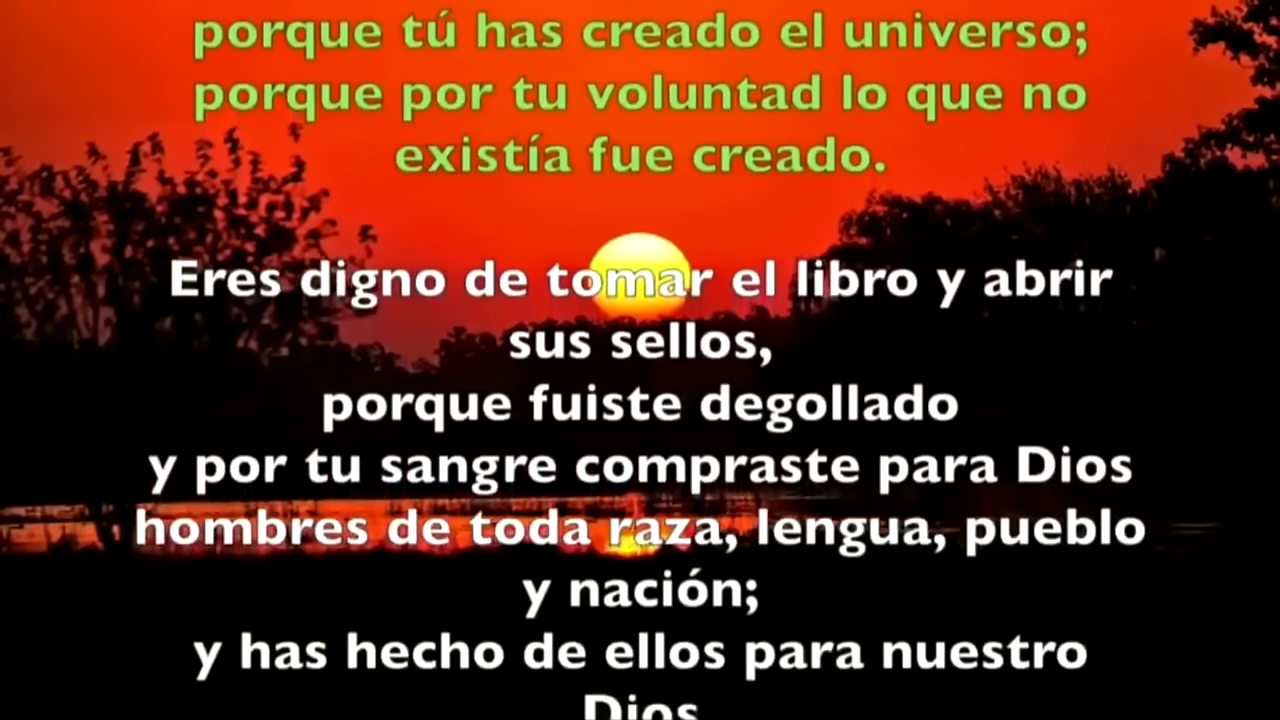 porque tú has creado el universo;
porque por tu voluntad lo que no
existía fue creado.
Eres digno de tomar el libro y abrir
sus sellos,
porque fuiste degollado
y por tu sangre compraste para Dios
hombres de toda raza, lengua, pueblo
y nación;
y has hecho de ellos para nuestro
Dios